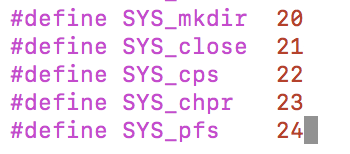 #define SYS_mkdir 20
#define SYS_close 21
#define SYS_cps 22
#define SYS_chpr 23
#define SYS_pfs 24